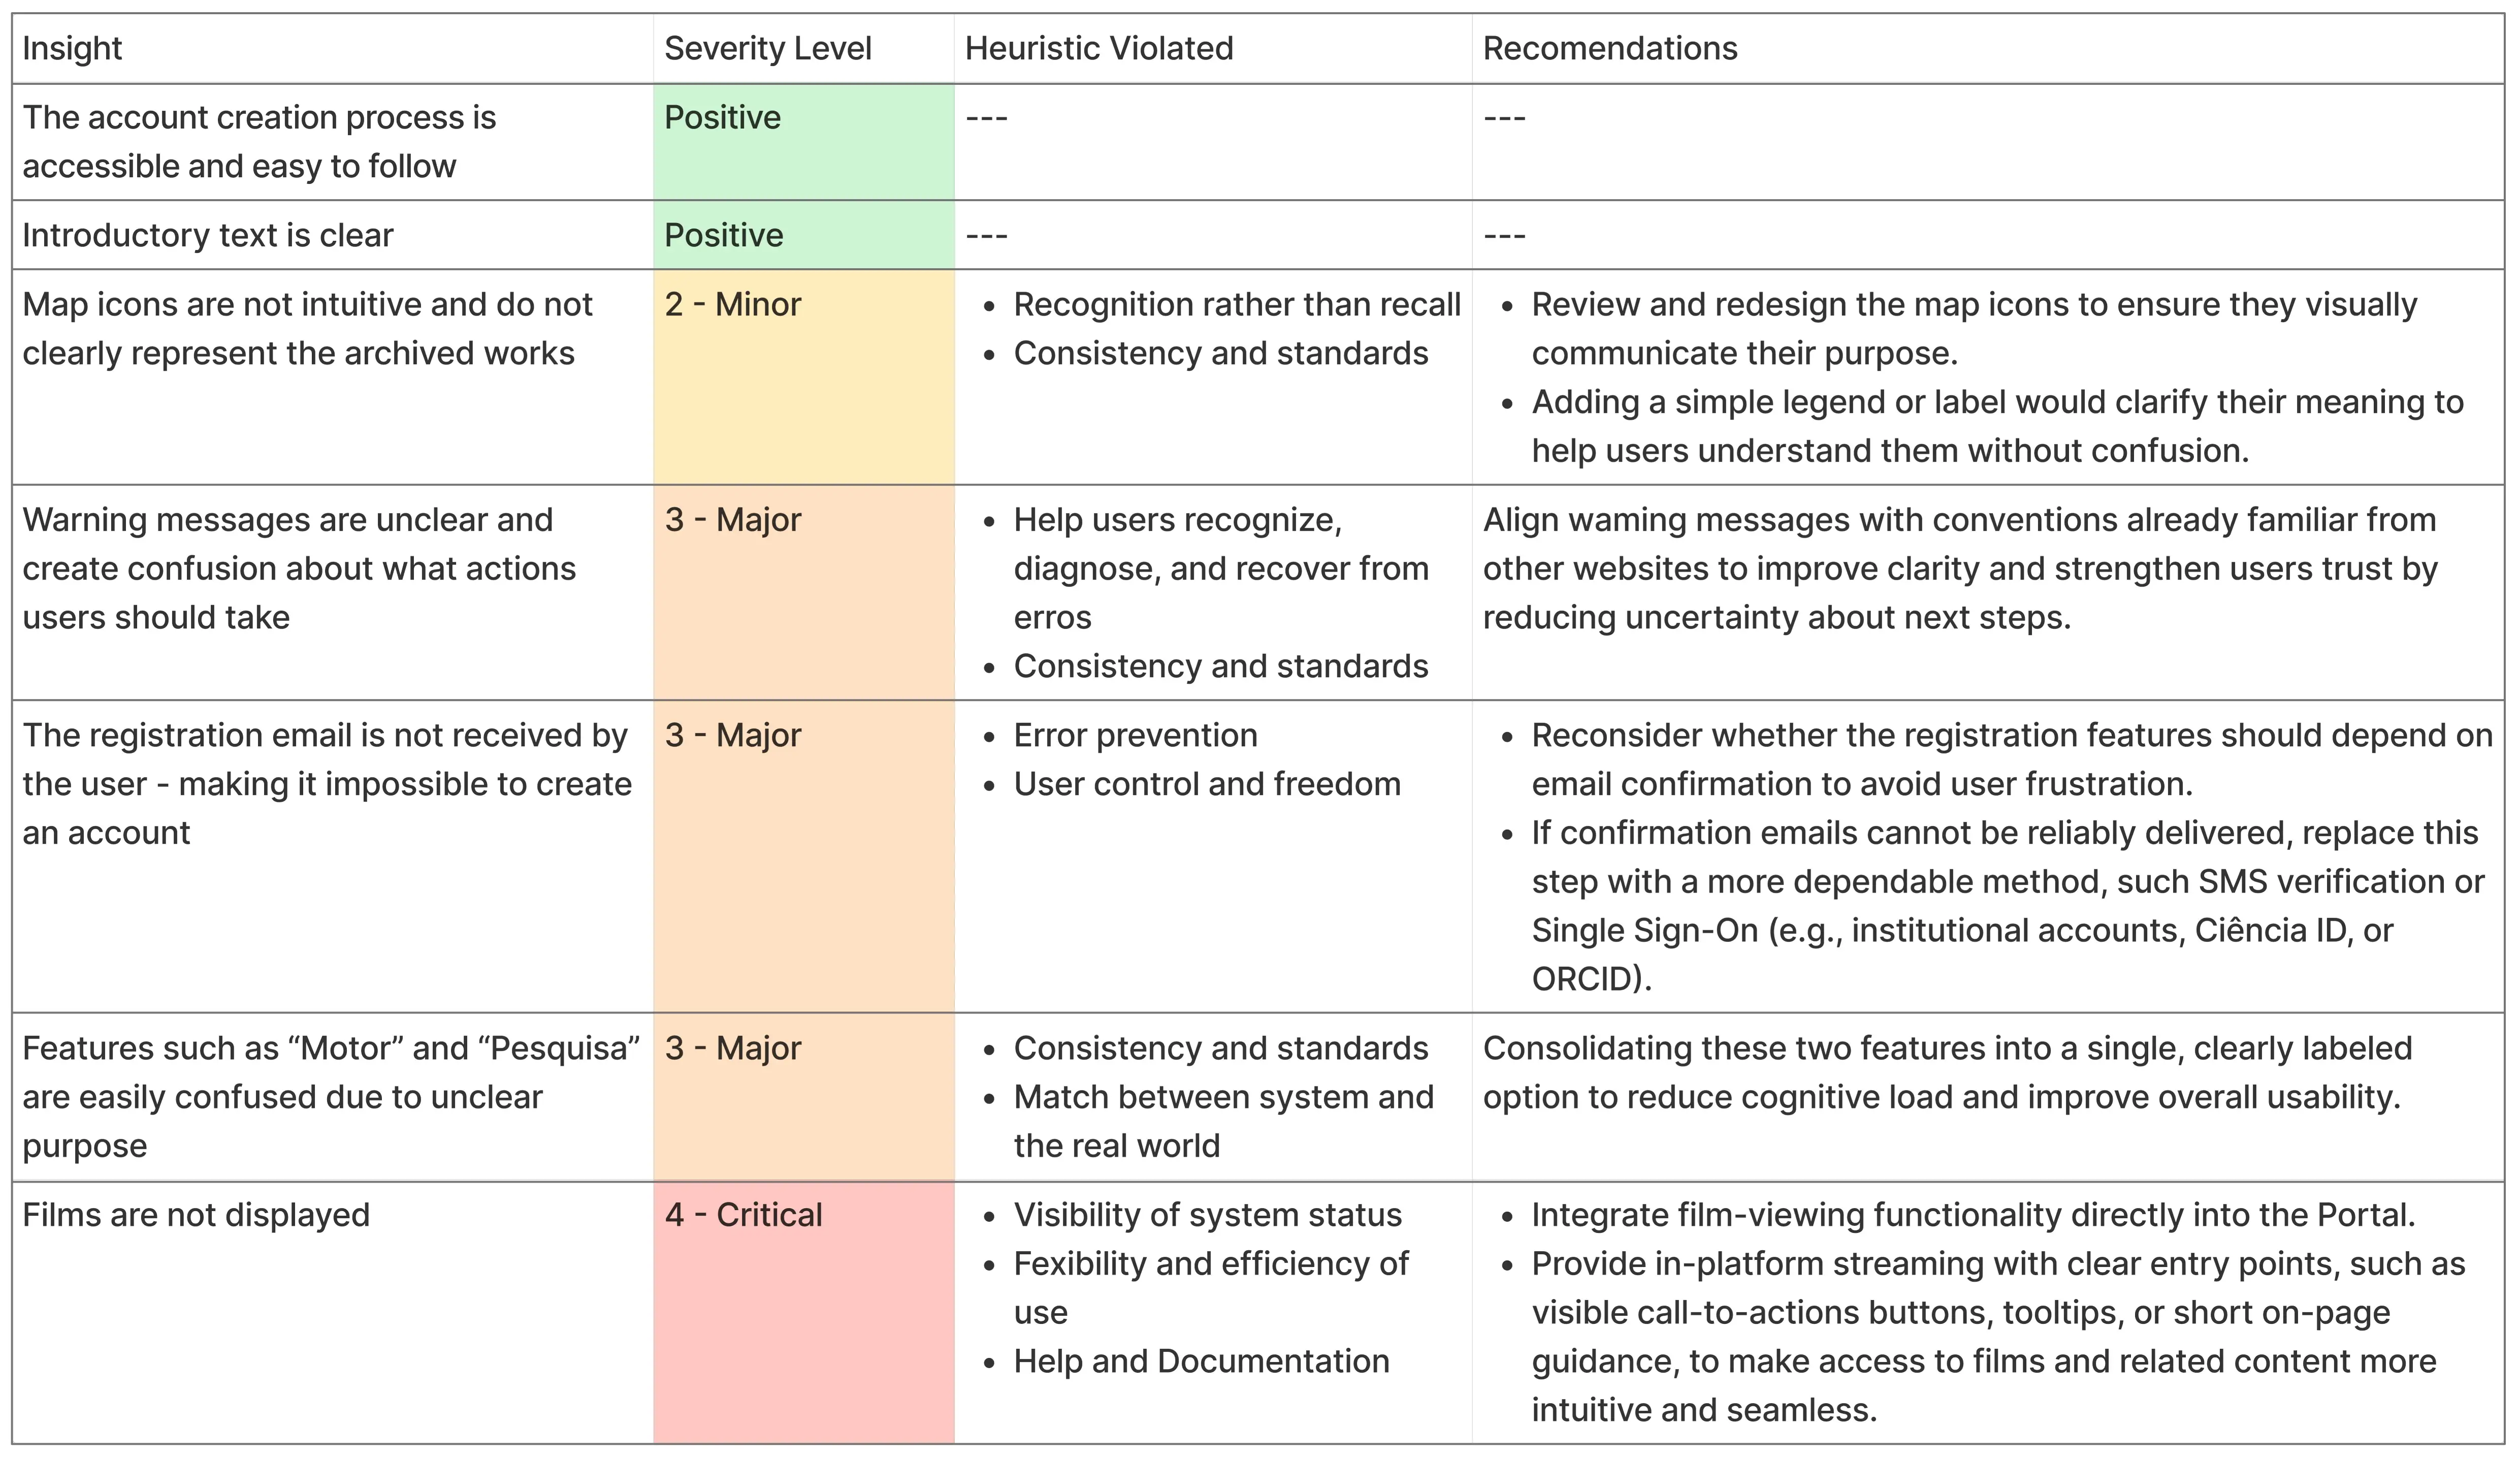 Insight
Severity Level
Heuristic Violated
Recomendations
The account creation process is
accessible and easy to follow
Positive
---
---
Introductory text is clear
Positive
---
---
Map icons are not intuitive and do not
clearly represent the archived works
2 - Minor
• Recognition rather than recall
• Consistency and standards
• Review and redesign the map icons to ensure they visually
communicate their purpose.
• Adding a simple legend or label would clarify their meaning to
help users understand them without confusion.
Warning messages are unclear and
create confusion about what actions
users should take
3 - Major
• Help users recognize,
diagnose, and recover from
erros
• Consistency and standards
Align waming messages with conventions already familiar from
other websites to improve clarity and strengthen users trust by
reducing uncertainty about next steps.
The registration email is not received by
the user - making it impossible to create
an account
3 - Major
• Error prevention
• User control and freedom
• Reconsider whether the registration features should depend on
email confirmation to avoid user frustration.
• If confirmation emails cannot be reliably delivered, replace this
step with a more dependable method, such SMS verification or
Single Sign-On (e.g., institutional accounts, Ciência ID, or
ORCID).
Features such as “Motor” and “Pesquisa”
are easily confused due to unclear
purpose
3 - Major
• Consistency and standards
• Match between system and
the real world
Consolidating these two features into a single, clearly labeled
option to reduce cognitive load and improve overall usability.
Films are not displayed
4 - Critical
• Visibility of system status
• Fexibility and efficiency of
use
• Help and Documentation
• Integrate film-viewing functionality directly into the Portal.
• Provide in-platform streaming with clear entry points, such as
visible call-to-actions buttons, tooltips, or short on-page
guidance, to make access to films and related content more
intuitive and seamless.